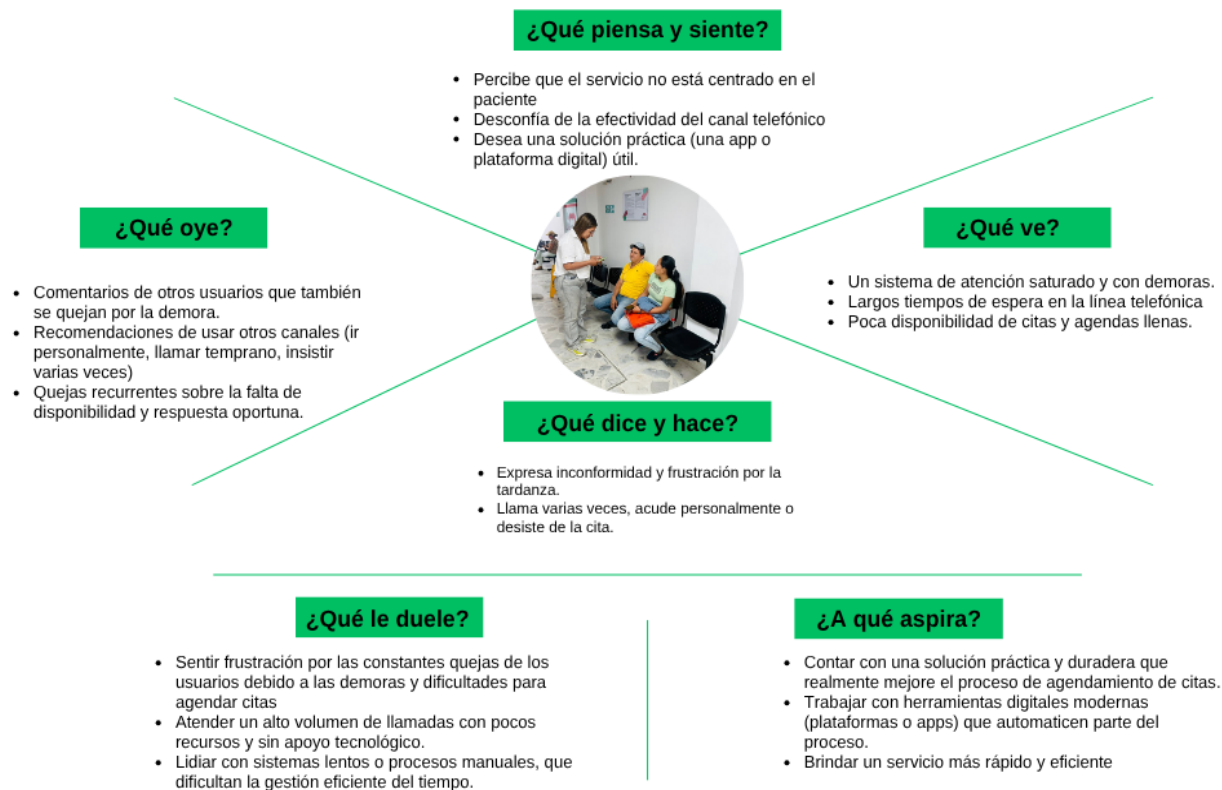 ¿Qué piensa y siente?
• Percibe que el servicio no está centrado en el
paciente
• Desconfía de la efectividad del canal telefónico
• Desea una solución práctica (una app o
plataforma digital) útil.
¿Qué oye?
• Comentarios de otros usuarios que también
se quejan por la demora.
• Recomendaciones de usar otros canales (ir
personalmente, llamar temprano, insistir
varias veces)
• Quejas recurrentes sobre la falta de
disponibilidad y respuesta oportuna.
¿Qué ve?
• Un sistema de atención saturado y con demoras.
• Largos tiempos de espera en la línea telefónica
• Poca disponibilidad de citas y agendas llenas.
¿Qué dice y hace?
• Expresa inconformidad y frustración por la
tardanza.
• Llama varias veces, acude personalmente o
desiste de la cita.
¿Qué le duele?
• Sentir frustración por las constantes quejas de los
usuarios debido a las demoras y dificultades para
agendar citas
• Atender un alto volumen de llamadas con pocos
recursos y sin apoyo tecnológico.
• Lidiar con sistemas lentos o procesos manuales, que
dificultan la gestión eficiente del tiempo.
¿A qué aspira?
• Contar con una solución práctica y duradera que
realmente mejore el proceso de agendamiento de citas.
• Trabajar con herramientas digitales modernas
(plataformas o apps) que automaticen parte del
proceso.
• Brindar un servicio más rápido y eficiente